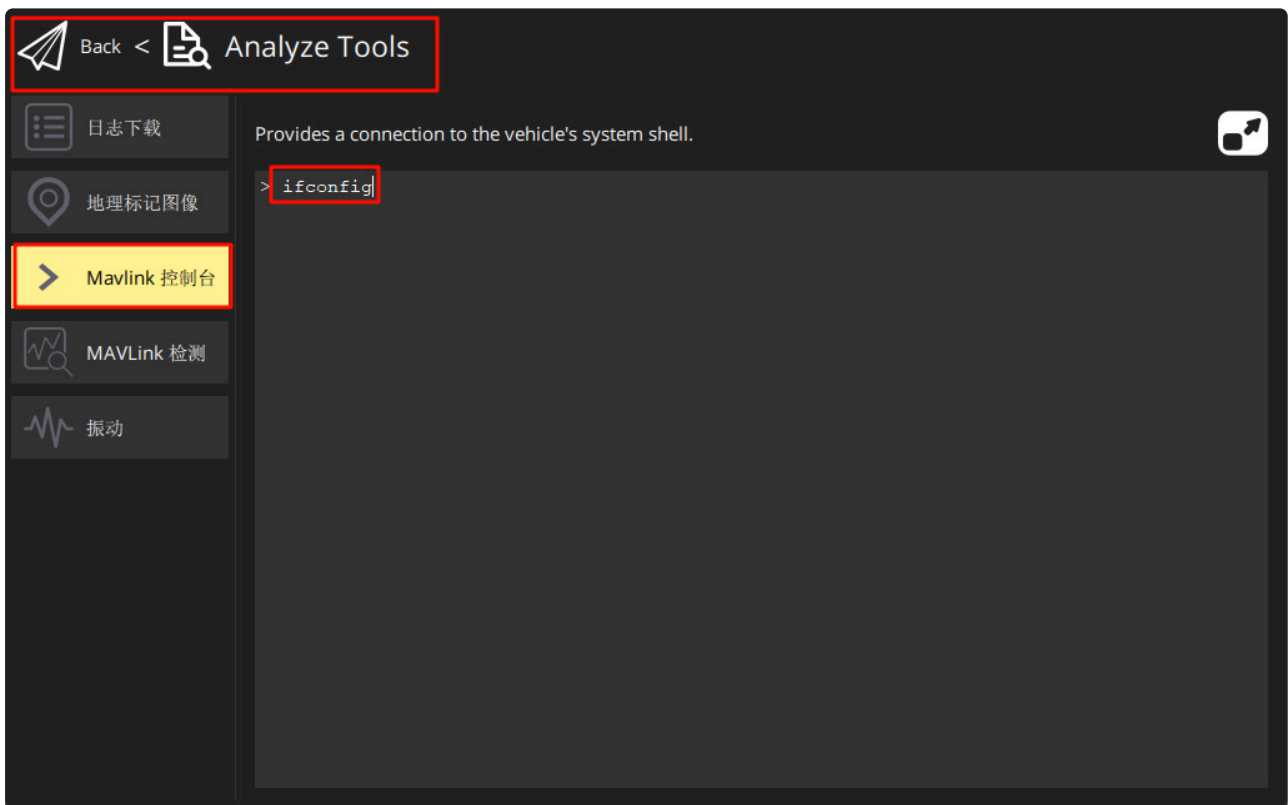 Back < Analyze Tools
日志下载
地理标记图像
Mavlink 控制台
MAVLink 检测
振动
Provides a connection to the vehicle's system shell.
> ifconfig